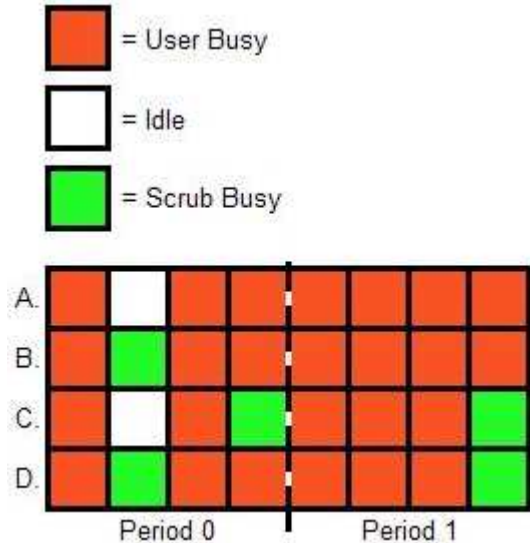 = User Busy
= Idle
= Scrub Busy
A.
B.
C.
D.
Period 0 Period 1